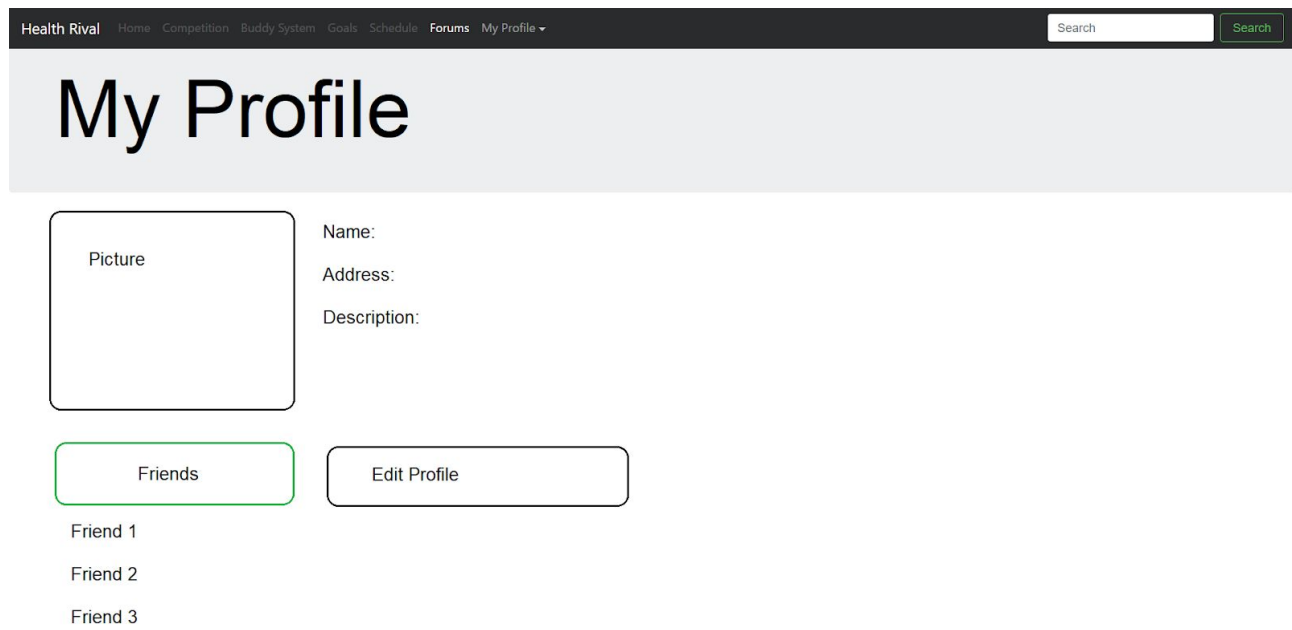 Health Rival Home Competition Buddy System Goals Schedule Forums My Profile Search Search
My Profile
Picture
Name:
Address:
Description:
Friends
Edit Profile
Friend 1
Friend 2
Friend 3